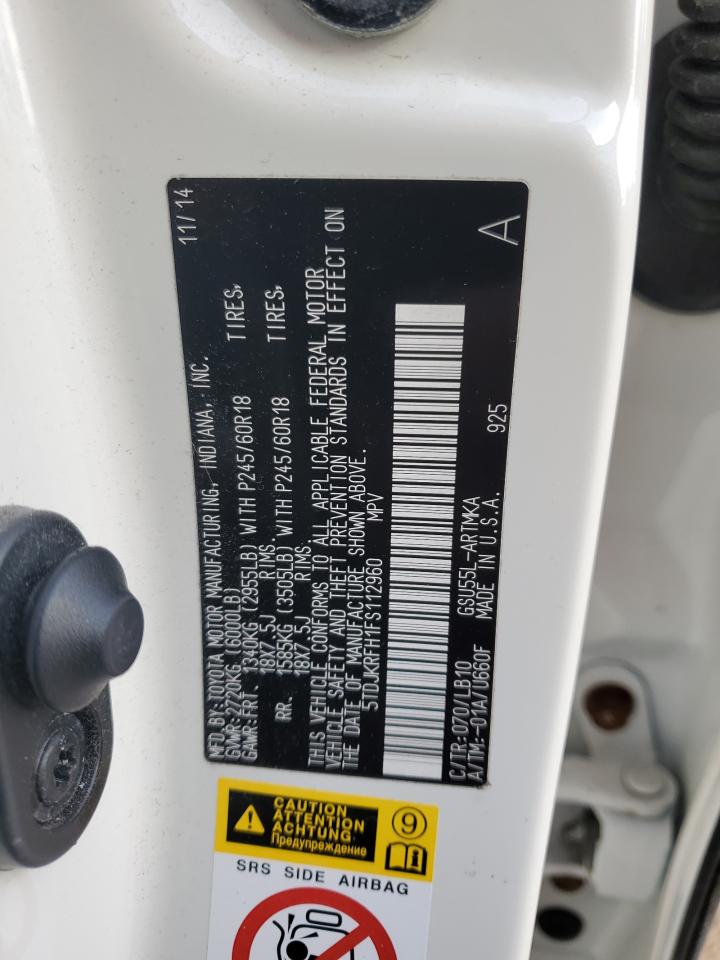 MFD. BY: TOYOTA MOTOR MANUFACTURING, INDIANA, INC. 11/14
GVWR: 2720KG (6000LB)
GAWR: FRT. 1340KG (2955LB) WITH P245/60R18 TIRES,
18X7.5J RIMS.
RR. 1585KG (3505LB) WITH P245/60R18 TIRES,
18X7.5J RIMS.
THIS VEHICLE CONFORMS TO ALL APPLICABLE FEDERAL MOTOR
VEHICLE SAFETY AND THEFT PREVENTION STANDARDS IN EFFECT ON
THE DATE OF MANUFACTURE SHOWN ABOVE.
5TDJKRFH1FS112960 MPV
C/TR: 070/LB10 GSU55L-ARTMKA 925 A
A/TM: -01A/U660F MADE IN U.S.A.
CAUTION
ATTENTION
ACHTUNG
Предупреждение
9
SRS SIDE AIRBAG